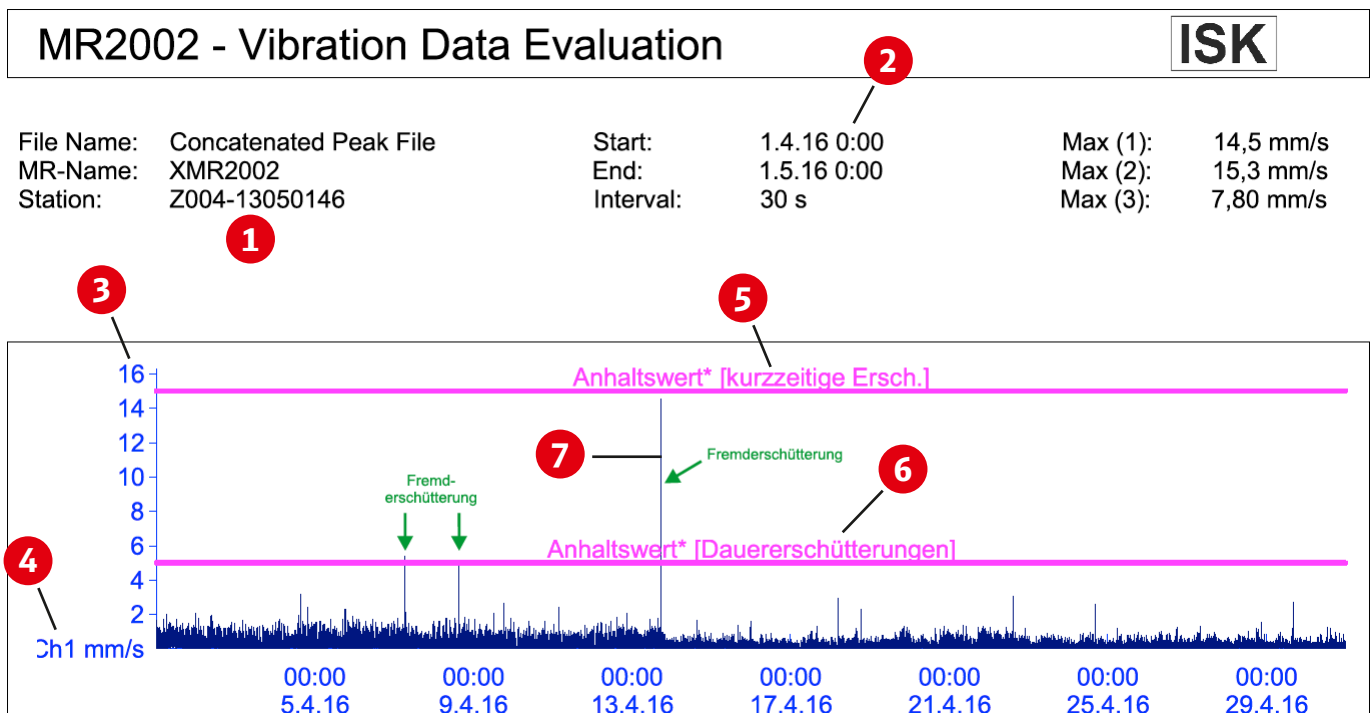 MR2002 - Vibration Data Evaluation
ISK
2
File Name: Concatenated Peak File Start: 1.4.16 0:00 Max (1): 14,5 mm/s
MR-Name: XMR2002 End: 1.5.16 0:00 Max (2): 15,3 mm/s
Station: Z004-13050146 Interval: 30 s Max (3): 7,80 mm/s
1
3
5
16
Anhaltswert* [kurzzeitige Ersch.]
14
12
7
Fremderschütterung
10
6
Fremd-
erschütterung
8
6
Anhaltswert* [Dauererschütterungen]
4
4
2
Ch1 mm/s
00:00 00:00 00:00 00:00 00:00 00:00 00:00
5.4.16 9.4.16 13.4.16 17.4.16 21.4.16 25.4.16 29.4.16